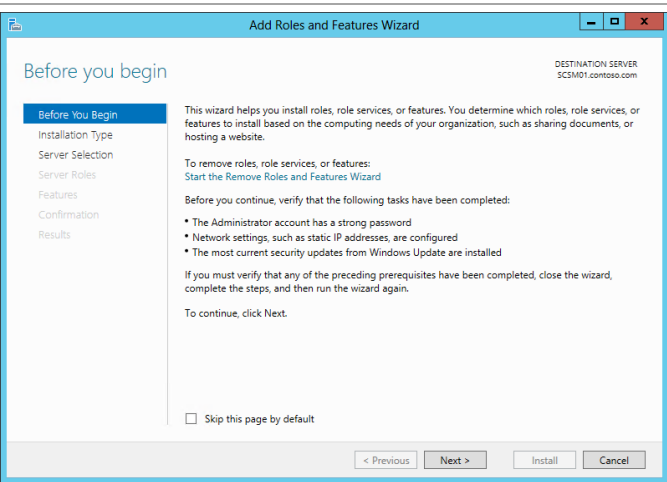 Add Roles and Features Wizard
Before you begin
DESTINATION SERVER
SCSM01.contoso.com
Before You Begin
Installation Type
Server Selection
Server Roles
Features
Confirmation
Results
This wizard helps you install roles, role services, or features. You determine which roles, role services, or
features to install based on the computing needs of your organization, such as sharing documents, or
hosting a website.
To remove roles, role services, or features:
Start the Remove Roles and Features Wizard
Before you continue, verify that the following tasks have been completed:
• The Administrator account has a strong password
• Network settings, such as static IP addresses, are configured
• The most current security updates from Windows Update are installed
If you must verify that any of the preceding prerequisites have been completed, close the wizard,
complete the steps, and then run the wizard again.
To continue, click Next.
Skip this page by default
< Previous
Next >
Install
Cancel